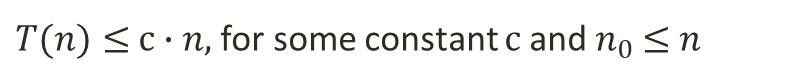 T(n) ≤ c · n, for some constant c and n₀ ≤ n